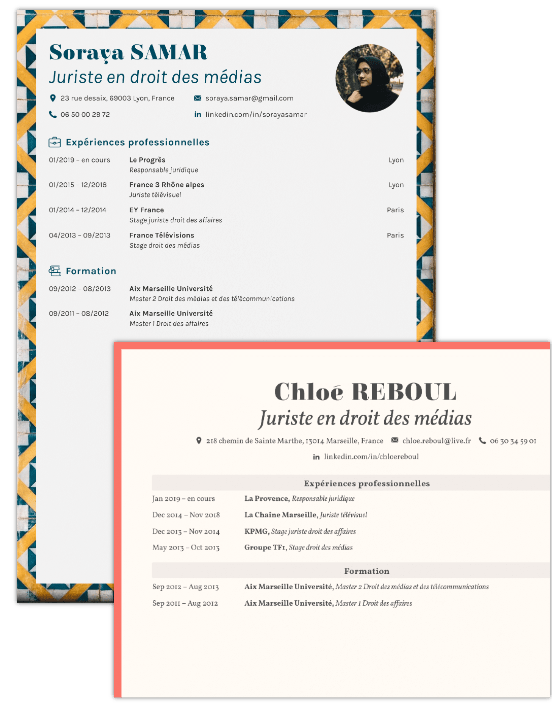 Soraya SAMAR
Juriste en droit des médias
23 rue desaix, 69003 Lyon, France soraya.samar@gmail.com
06 50 00 28 72 linkedin.com/in/sorayasamar
Expériences professionnelles
01/2019 – en cours Le Progrés Lyon
Responsable juridique
01/2015 – 12/2018 France 3 Rhône alpes Lyon
Juriste télévisuel
01/2014 – 12/2014 EY France Paris
Stage juriste droit des affaires
04/2013 – 09/2013 France Télévisions Paris
Stage droit des médias
Formation
09/2012 – 08/2013 Aix Marseille Université
Master 2 Droit des médias et des télécommunications
09/2011 – 08/2012 Aix Marseille Université
Master 1 Droit des affaires
Chloé REBOUL
Juriste en droit des médias
218 chemin de Sainte Marthe, 13014 Marseille, France chloe.reboul@live.fr 06 30 34 59 01
linkedin.com/in/chloereboul
Expériences professionnelles
Jan 2019 – en cours La Provence, Responsable juridique
Dec 2014 – Nov 2018 La Chaine Marseille, Juriste télévisuel
Dec 2013 – Nov 2014 KPMG, Stage juriste droit des affaires
May 2013 – Oct 2013 Groupe TF1, Stage droit des médias
Formation
Sep 2012 – Aug 2013 Aix Marseille Université, Master 2 Droit des médias et des télécommunications
Sep 2011 – Aug 2012 Aix Marseille Université, Master 1 Droit des affaires